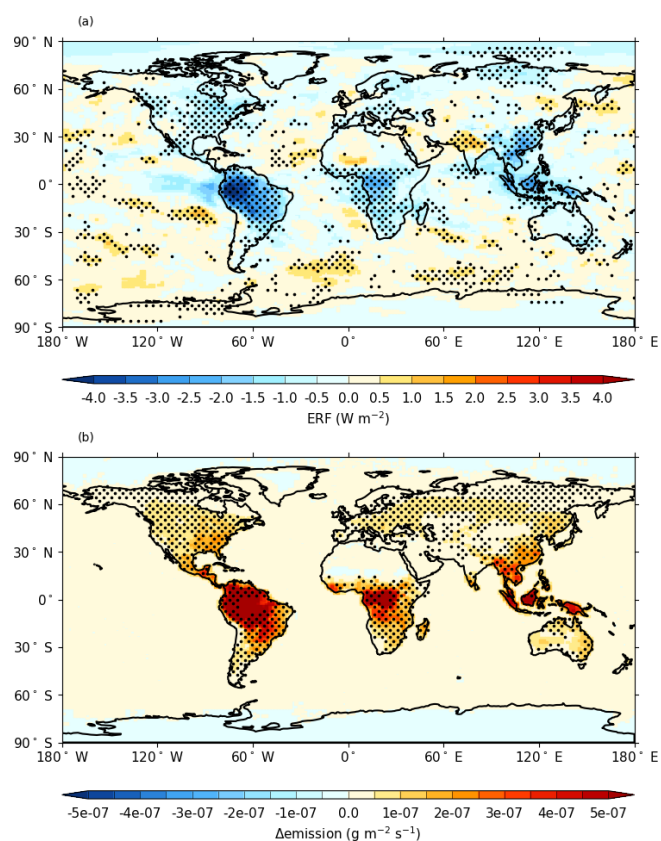 (a)
90° N
60° N
30° N
0°
30° S
60° S
90° S
180° W 120° W 60° W 0° 60° E 120° E 180° E
-4.0 -3.5 -3.0 -2.5 -2.0 -1.5 -1.0 -0.5 0.0 0.5 1.0 1.5 2.0 2.5 3.0 3.5 4.0
ERF (W m⁻²)
(b)
90° N
60° N
30° N
0°
30° S
60° S
90° S
180° W 120° W 60° W 0° 60° E 120° E 180° E
-5e-07 -4e-07 -3e-07 -2e-07 -1e-07 0.0 1e-07 2e-07 3e-07 4e-07 5e-07
Δemission (g m⁻² s⁻¹)